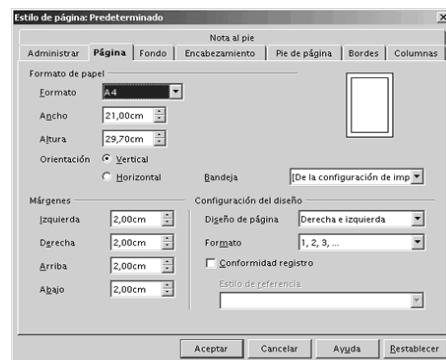 Estilo de página: Predeterminado
Nota al pie
Administrar Página Fondo Encabezamiento Pie de página Bordes Columnas
Formato de papel
Formato A4
Ancho 21,00cm
Altura 29,70cm
Orientación Vertical
Horizontal Bandeja [De la configuración de imp
Márgenes Configuración del diseño
Izquierda 2,00cm Diseño de página Derecha e izquierda
Derecha 2,00cm Formato 1, 2, 3, ...
Arriba 2,00cm Conformidad registro
Abajo 2,00cm Estilo de referencia
Aceptar Cancelar Ayuda Restablecer